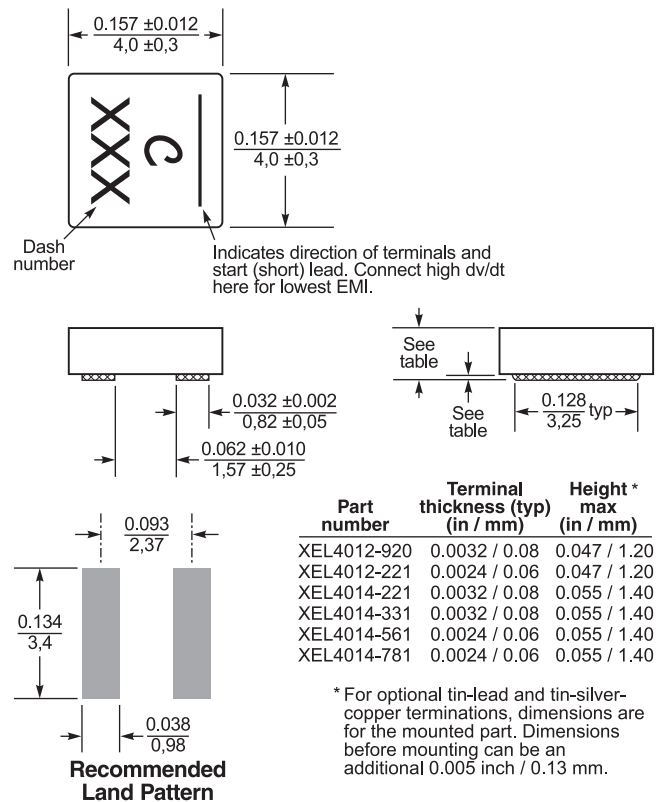 0.157 ±0.012
4,0 ±0,3
XXX
C
0.157 ±0.012
4,0 ±0,3
Dash
number
Indicates direction of terminals and
start (short) lead. Connect high dv/dt
here for lowest EMI.
See
table
See
table
0.128
3,25
typ
0.032 ±0.002
0,82 ±0,05
0.062 ±0.010
1,57 ±0,25
0.093
2,37
0.134
3,4
0.038
0,98
Recommended
Land Pattern
Part number Terminal thickness (typ) (in / mm) Height * max (in / mm)
XEL4012-920 0.0032 / 0.08 0.047 / 1.20
XEL4012-221 0.0024 / 0.06 0.047 / 1.20
XEL4014-221 0.0032 / 0.08 0.055 / 1.40
XEL4014-331 0.0032 / 0.08 0.055 / 1.40
XEL4014-561 0.0024 / 0.06 0.055 / 1.40
XEL4014-781 0.0024 / 0.06 0.055 / 1.40
* For optional tin-lead and tin-silver-
copper terminations, dimensions are
for the mounted part. Dimensions
before mounting can be an
additional 0.005 inch / 0.13 mm.